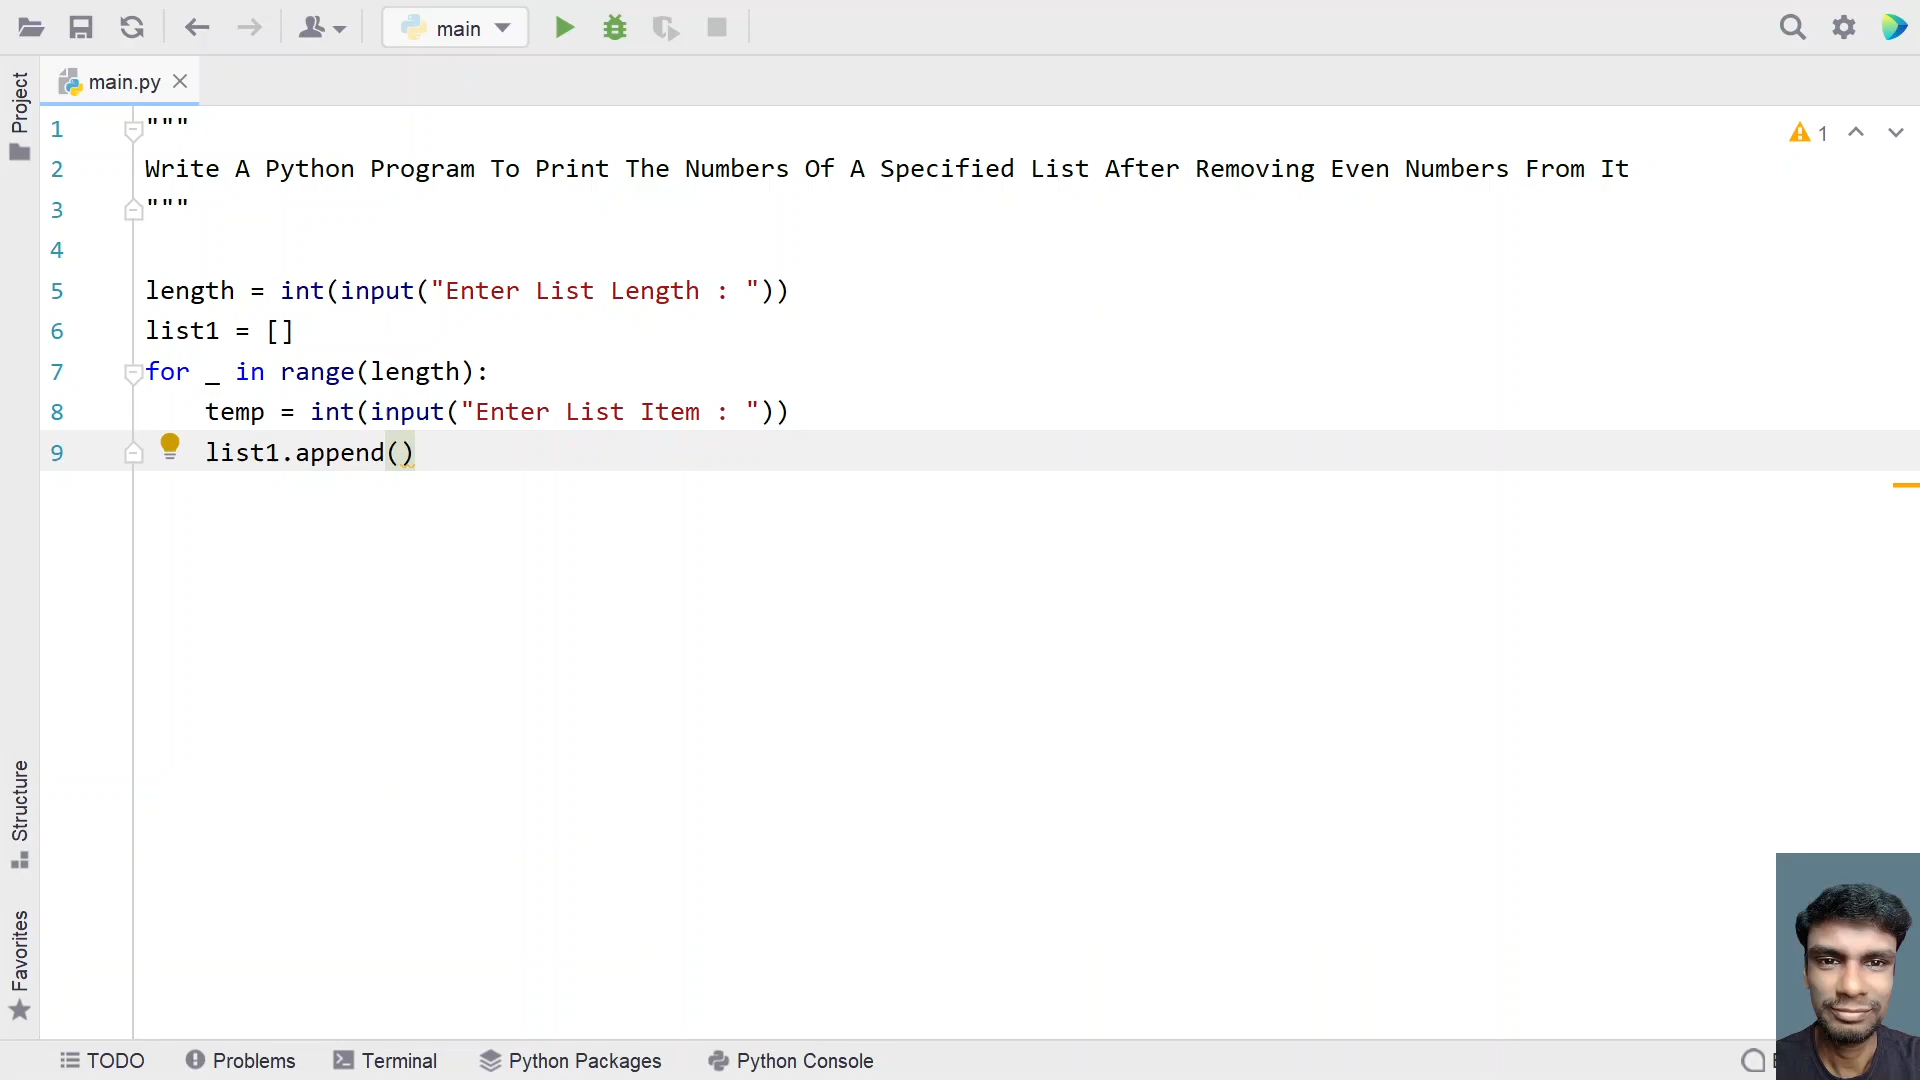 main
main.py
Project
1 """
2 Write A Python Program To Print The Numbers Of A Specified List After Removing Even Numbers From It
3 """
4
5 length = int(input("Enter List Length : "))
6 list1 = []
7 for _ in range(length):
8     temp = int(input("Enter List Item : "))
9     list1.append()
1
Structure
Favorites
TODO Problems Terminal Python Packages Python Console